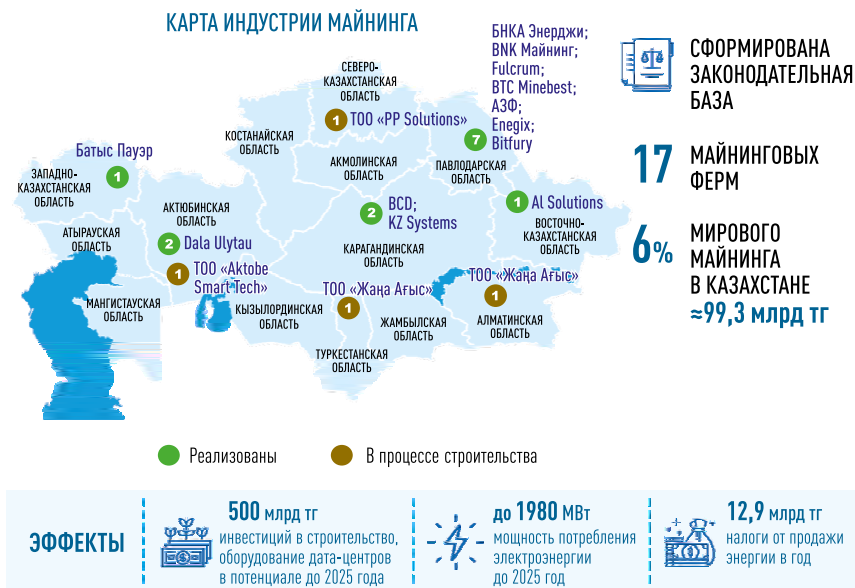 КАРТА ИНДУСТРИИ МАЙНИНГА
БНКА Энерджи;
BNK Майнинг;
Fulcrum;
BTC Minebest;
АЗФ;
Enegix;
Bitfury
СЕВЕРО-
КАЗАХСТАНСКАЯ
ОБЛАСТЬ
1
ТОО «PP Solutions»
КОСТАНАЙСКАЯ
ОБЛАСТЬ
АКМОЛИНСКАЯ
ОБЛАСТЬ
7
ПАВЛОДАРСКАЯ
ОБЛАСТЬ
Батыс Пауэр
1
ЗАПАДНО-
КАЗАХСТАНСКАЯ
ОБЛАСТЬ
АКТЮБИНСКАЯ
ОБЛАСТЬ
2
BCD;
KZ Systems
1
Al Solutions
ВОСТОЧНО-
КАЗАХСТАНСКАЯ
ОБЛАСТЬ
АТЫРАУСКАЯ
ОБЛАСТЬ
2
Dala Ulytau
КАРАГАНДИНСКАЯ
ОБЛАСТЬ
1
ТОО «Aktobe
Smart Tech»
ТОО «Жаңа Ағыс»
1
ТОО «Жаңа Ағыс»
1
МАНГИСТАУСКАЯ
ОБЛАСТЬ
КЫЗЫЛОРДИНСКАЯ
ОБЛАСТЬ
ЖАМБЫЛСКАЯ
ОБЛАСТЬ
АЛМАТИНСКАЯ
ОБЛАСТЬ
ТУРКЕСТАНСКАЯ
ОБЛАСТЬ
Реализованы
В процессе строительства
СФОРМИРОВАНА
ЗАКОНОДАТЕЛЬНАЯ
БАЗА
17
МАЙНИНГОВЫХ
ФЕРМ
6%
МИРОВОГО
МАЙНИНГА
В КАЗАХСТАНЕ
≈99,3 млрд тг
ЭФФЕКТЫ
500 млрд тг
инвестиций в строительство,
оборудование дата-центров
в потенциале до 2025 года
до 1980 МВт
мощность потребления
электроэнергии
до 2025 год
12,9 млрд тг
налоги от продажи
энергии в год